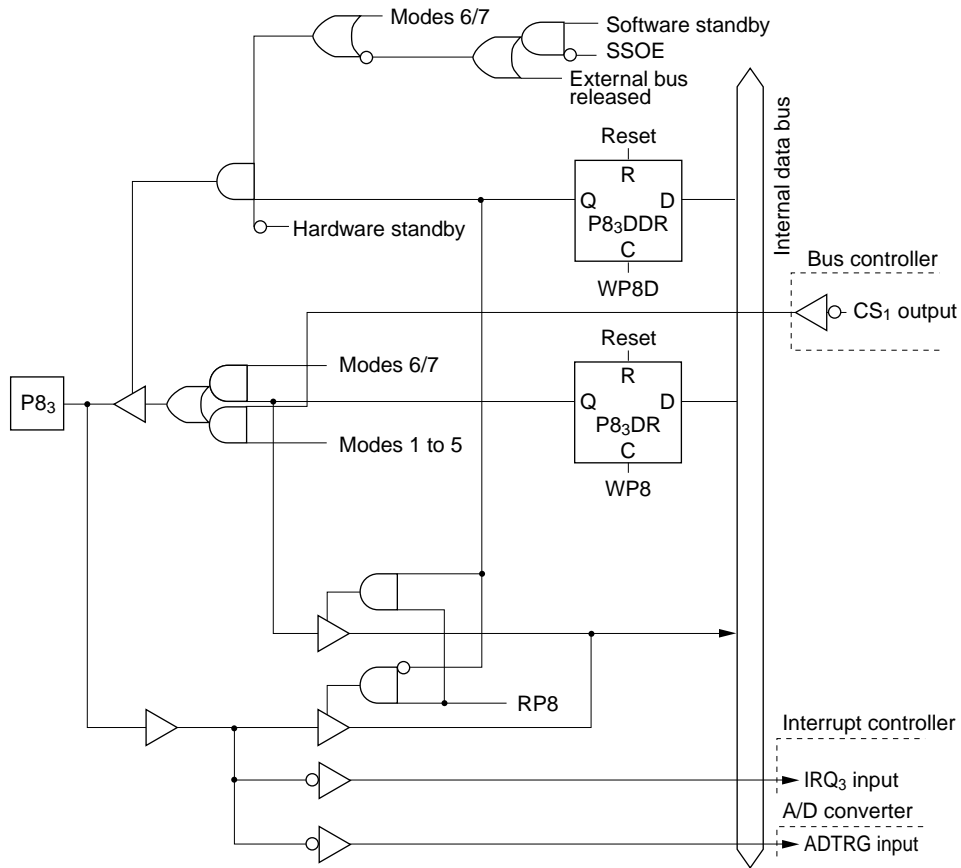 Modes 6/7
Software standby
SSOE
External bus
released
Internal data bus
Reset
R
Q D
P8₃DDR
C
WP8D
Hardware standby
Bus controller
CS₁ output
Reset
R
Q D
P8₃DR
C
WP8
Modes 6/7
P8₃
Modes 1 to 5
RP8
Interrupt controller
IRQ₃ input
A/D converter
ADTRG input